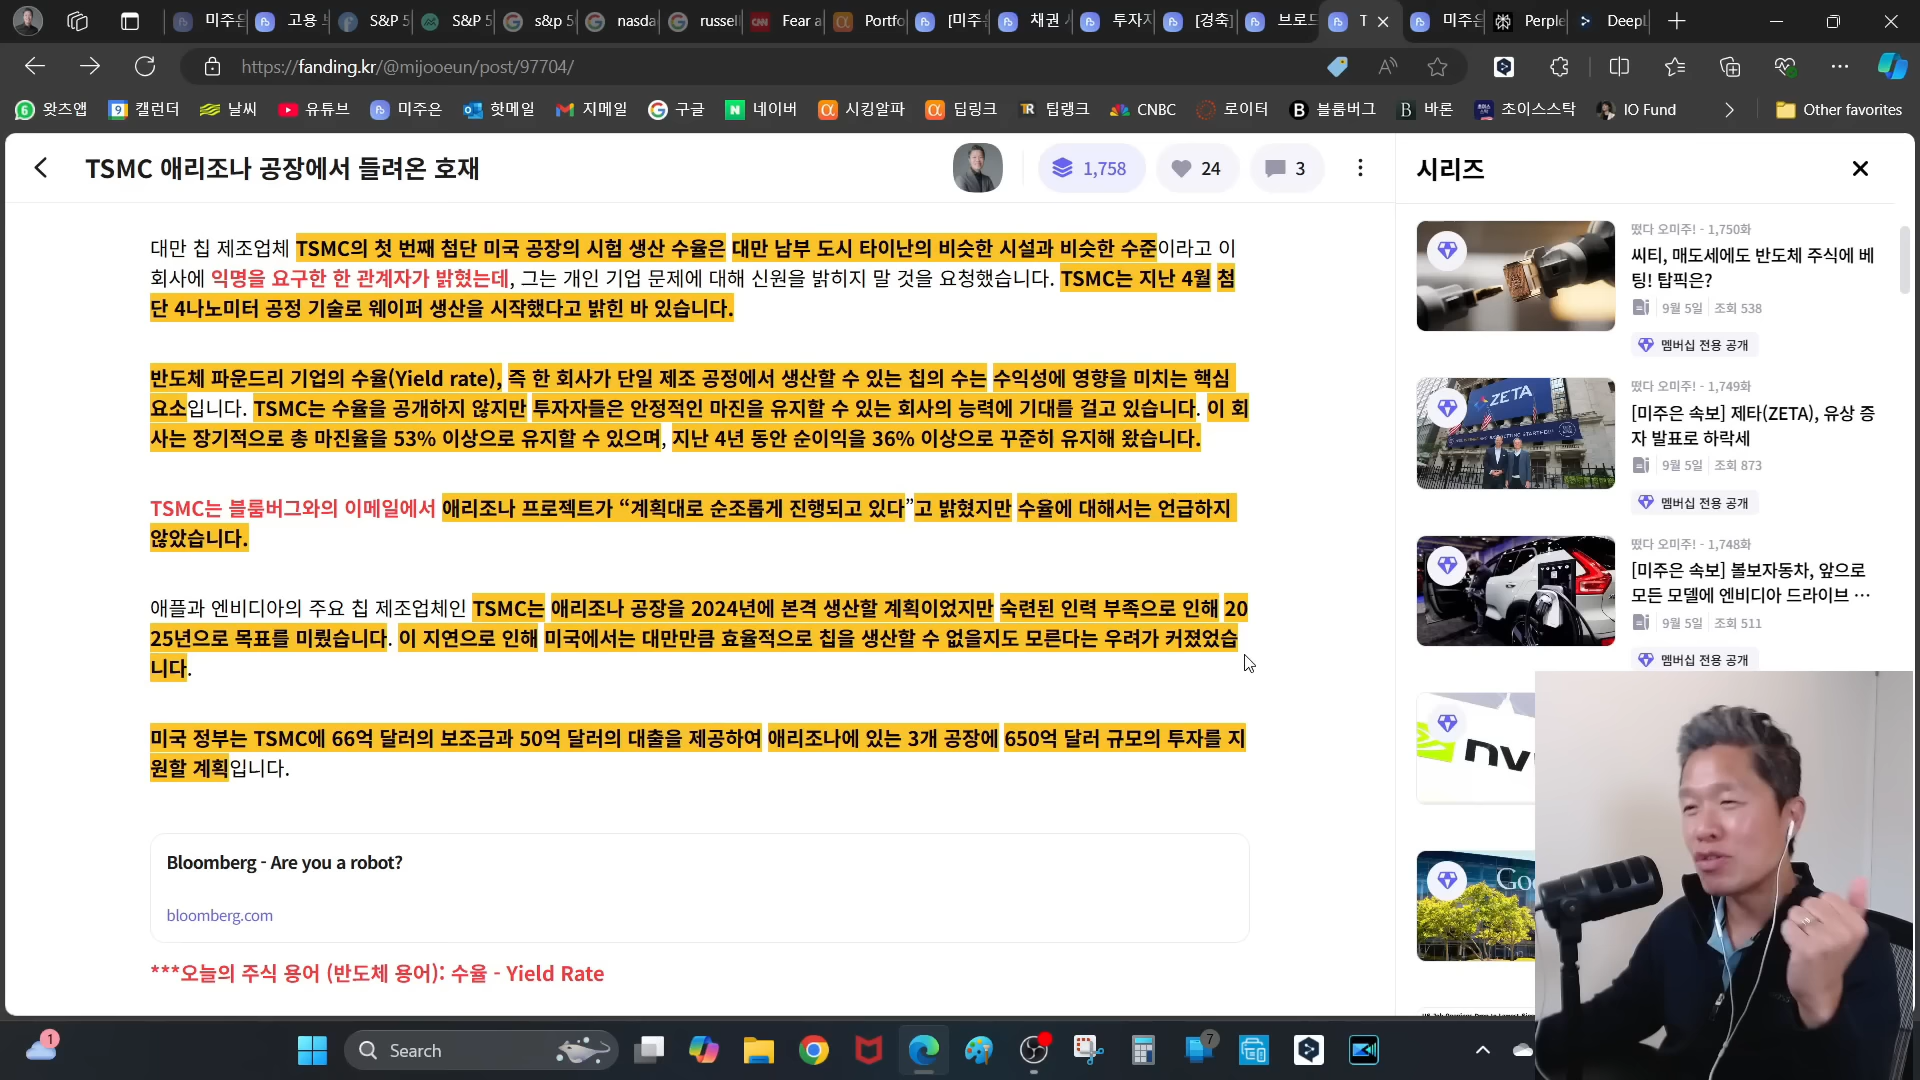 미주은
고용
S&P 5
S&P 5
s&p 5
nasda
russel
CNN
Fear a
Portfo
[미주은
채권
투자자
[경축]
브로드
T
미주은
Perple
DeepL
https://fanding.kr/@mijooeun/post/97704/
왓츠앱
캘린더
날씨
유튜브
미주은
핫메일
지메일
구글
네이버
시킹알파
딥링크
팁랭크
CNBC
로이터
블룸버그
바론
초이스스탁
IO Fund
Other favorites
TSMC 애리조나 공장에서 들려온 호재
1,758
24
3
대만 칩 제조업체 TSMC의 첫 번째 첨단 미국 공장의 시험 생산 수율은 대만 남부 도시 타이난의 비슷한 시설과 비슷한 수준이라고 이
회사에 익명을 요구한 한 관계자가 밝혔는데, 그는 개인 기업 문제에 대해 신원을 밝히지 말 것을 요청했습니다. TSMC는 지난 4월 첨
단 4나노미터 공정 기술로 웨이퍼 생산을 시작했다고 밝힌 바 있습니다.
반도체 파운드리 기업의 수율(Yield rate), 즉 한 회사가 단일 제조 공정에서 생산할 수 있는 칩의 수는 수익성에 영향을 미치는 핵심
요소입니다. TSMC는 수율을 공개하지 않지만 투자자들은 안정적인 마진을 유지할 수 있는 회사의 능력에 기대를 걸고 있습니다. 이 회
사는 장기적으로 총 마진율을 53% 이상으로 유지할 수 있으며, 지난 4년 동안 순이익을 36% 이상으로 꾸준히 유지해 왔습니다.
TSMC는 블룸버그와의 이메일에서 애리조나 프로젝트가 “계획대로 순조롭게 진행되고 있다”고 밝혔지만 수율에 대해서는 언급하지
않았습니다.
애플과 엔비디아의 주요 칩 제조업체인 TSMC는 애리조나 공장을 2024년에 본격 생산할 계획이었지만 숙련된 인력 부족으로 인해 20
25년으로 목표를 미뤘습니다. 이 지연으로 인해 미국에서는 대만만큼 효율적으로 칩을 생산할 수 없을지도 모른다는 우려가 커졌었습
니다.
미국 정부는 TSMC에 66억 달러의 보조금과 50억 달러의 대출을 제공하여 애리조나에 있는 3개 공장에 650억 달러 규모의 투자를 지
원할 계획입니다.
Bloomberg - Are you a robot?
bloomberg.com
***오늘의 주식 용어 (반도체 용어): 수율 - Yield Rate
시리즈
떴다 오미주! - 1,750화
씨티, 매도세에도 반도체 주식에 베
팅! 탑픽은?
9월 5일 조회 538
멤버십 전용 공개
ZETA
떴다 오미주! - 1,749화
[미주은 속보] 제타(ZETA), 유상 증
자 발표로 하락세
9월 5일 조회 873
멤버십 전용 공개
떴다 오미주! - 1,748화
[미주은 속보] 볼보자동차, 앞으로
모든 모델에 엔비디아 드라이브 …
9월 5일 조회 511
멤버십 전용 공개
nv
Goo
1
Search
7